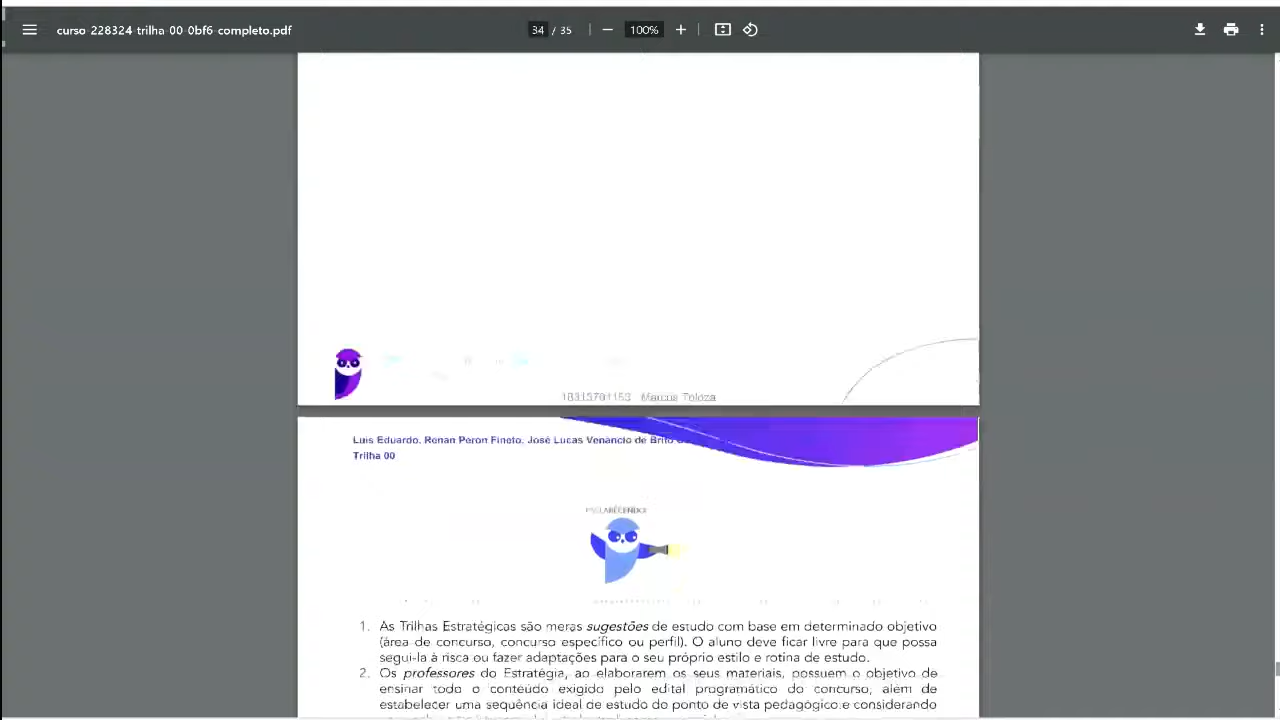 curso-228324-trilha-00-0bf6-completo.pdf
34 / 35
100%
Marcus Toloza
Luis Eduardo, Renan Peron Fineto, José Lucas Venancio de Brito
Trilha 00
ESCLARECENDO!
1. As Trilhas Estratégicas são meras sugestões de estudo com base em determinado objetivo
(área de concurso, concurso específico ou perfil). O aluno deve ficar livre para que possa
segui-la à risca ou fazer adaptações para o seu próprio estilo e rotina de estudo.
2. Os professores do Estratégia, ao elaborarem os seus materiais, possuem o objetivo de
ensinar todo o conteúdo exigido pelo edital programático do concurso, além de
estabelecer uma sequência ideal de estudo do ponto de vista pedagógico e considerando